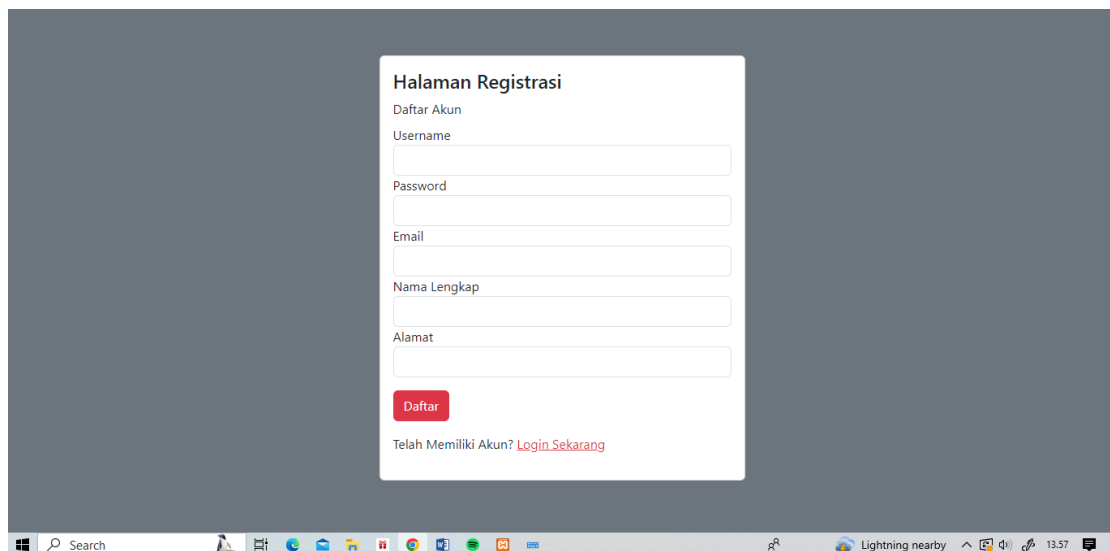 Halaman Registrasi
Daftar Akun
Username
Password
Email
Nama Lengkap
Alamat
Daftar
Telah Memiliki Akun? Login Sekarang
Search
Lightning nearby
13.57